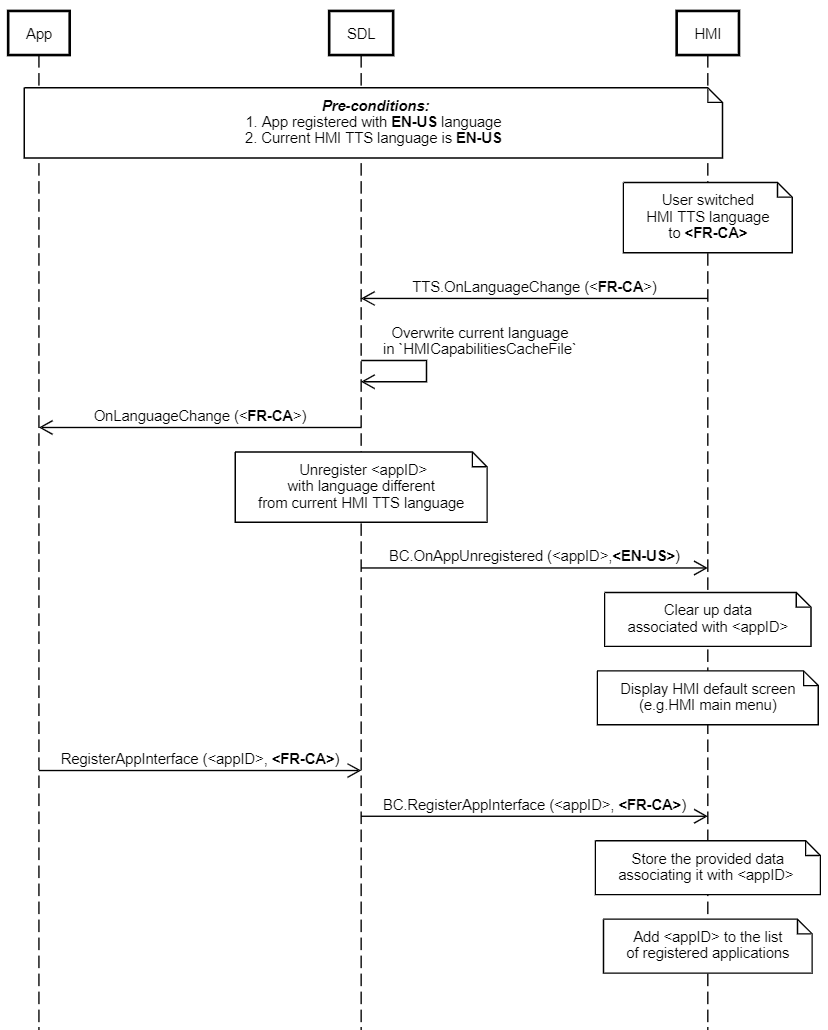 App
SDL
HMI
Pre-conditions:
1. App registered with EN-US language
2. Current HMI TTS language is EN-US
User switched
HMI TTS language
to <FR-CA>
TTS.OnLanguageChange (<FR-CA>)
Overwrite current language
in `HMICapabilitiesCacheFile`
OnLanguageChange (<FR-CA>)
Unregister <appID>
with language different
from current HMI TTS language
BC.OnAppUnregistered (<appID>,<EN-US>)
Clear up data
associated with <appID>
Display HMI default screen
(e.g.HMI main menu)
RegisterAppInterface (<appID>, <FR-CA>)
BC.RegisterAppInterface (<appID>, <FR-CA>)
Store the provided data
associating it with <appID>
Add <appID> to the list
of registered applications